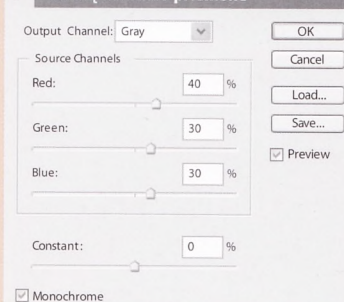 Output Channel: Gray
OK
Source Channels
Cancel
Red: 40 %
Load...
Green: 30 %
Save...
Preview
Blue: 30 %
Constant: 0 %
Monochrome